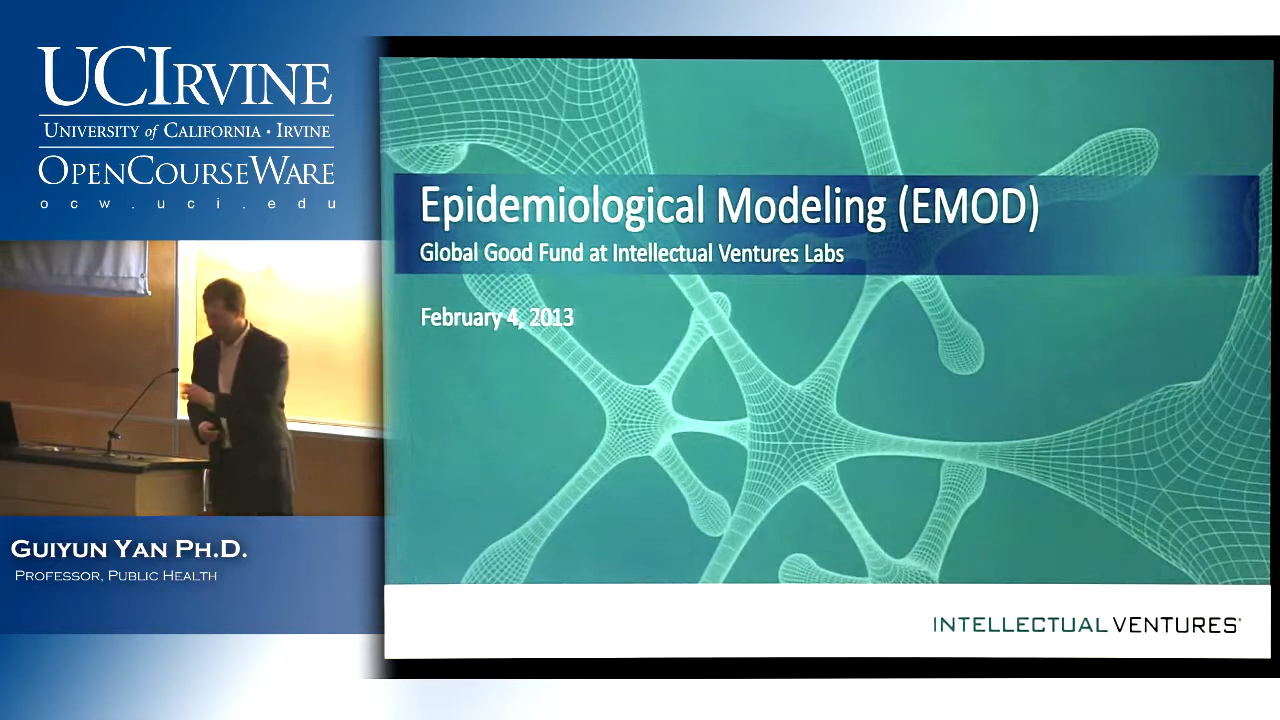 UCIRVINE
UNIVERSITY of CALIFORNIA · IRVINE
OPENCOURSEWARE
ocw.uci.edu
Epidemiological Modeling (EMOD)
Global Good Fund at Intellectual Ventures Labs
February 4, 2013
GUIYUN YAN PH.D.
PROFESSOR, PUBLIC HEALTH
INTELLECTUAL VENTURES®